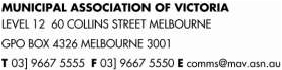 MUNICIPAL ASSOCIATION OF VICTORIA
LEVEL 12 60 COLLINS STREET MELBOURNE
GPO BOX 4326 MELBOURNE 3001
T 03] 9667 5555 F 03] 9667 5550 E comms@mav.asn.au